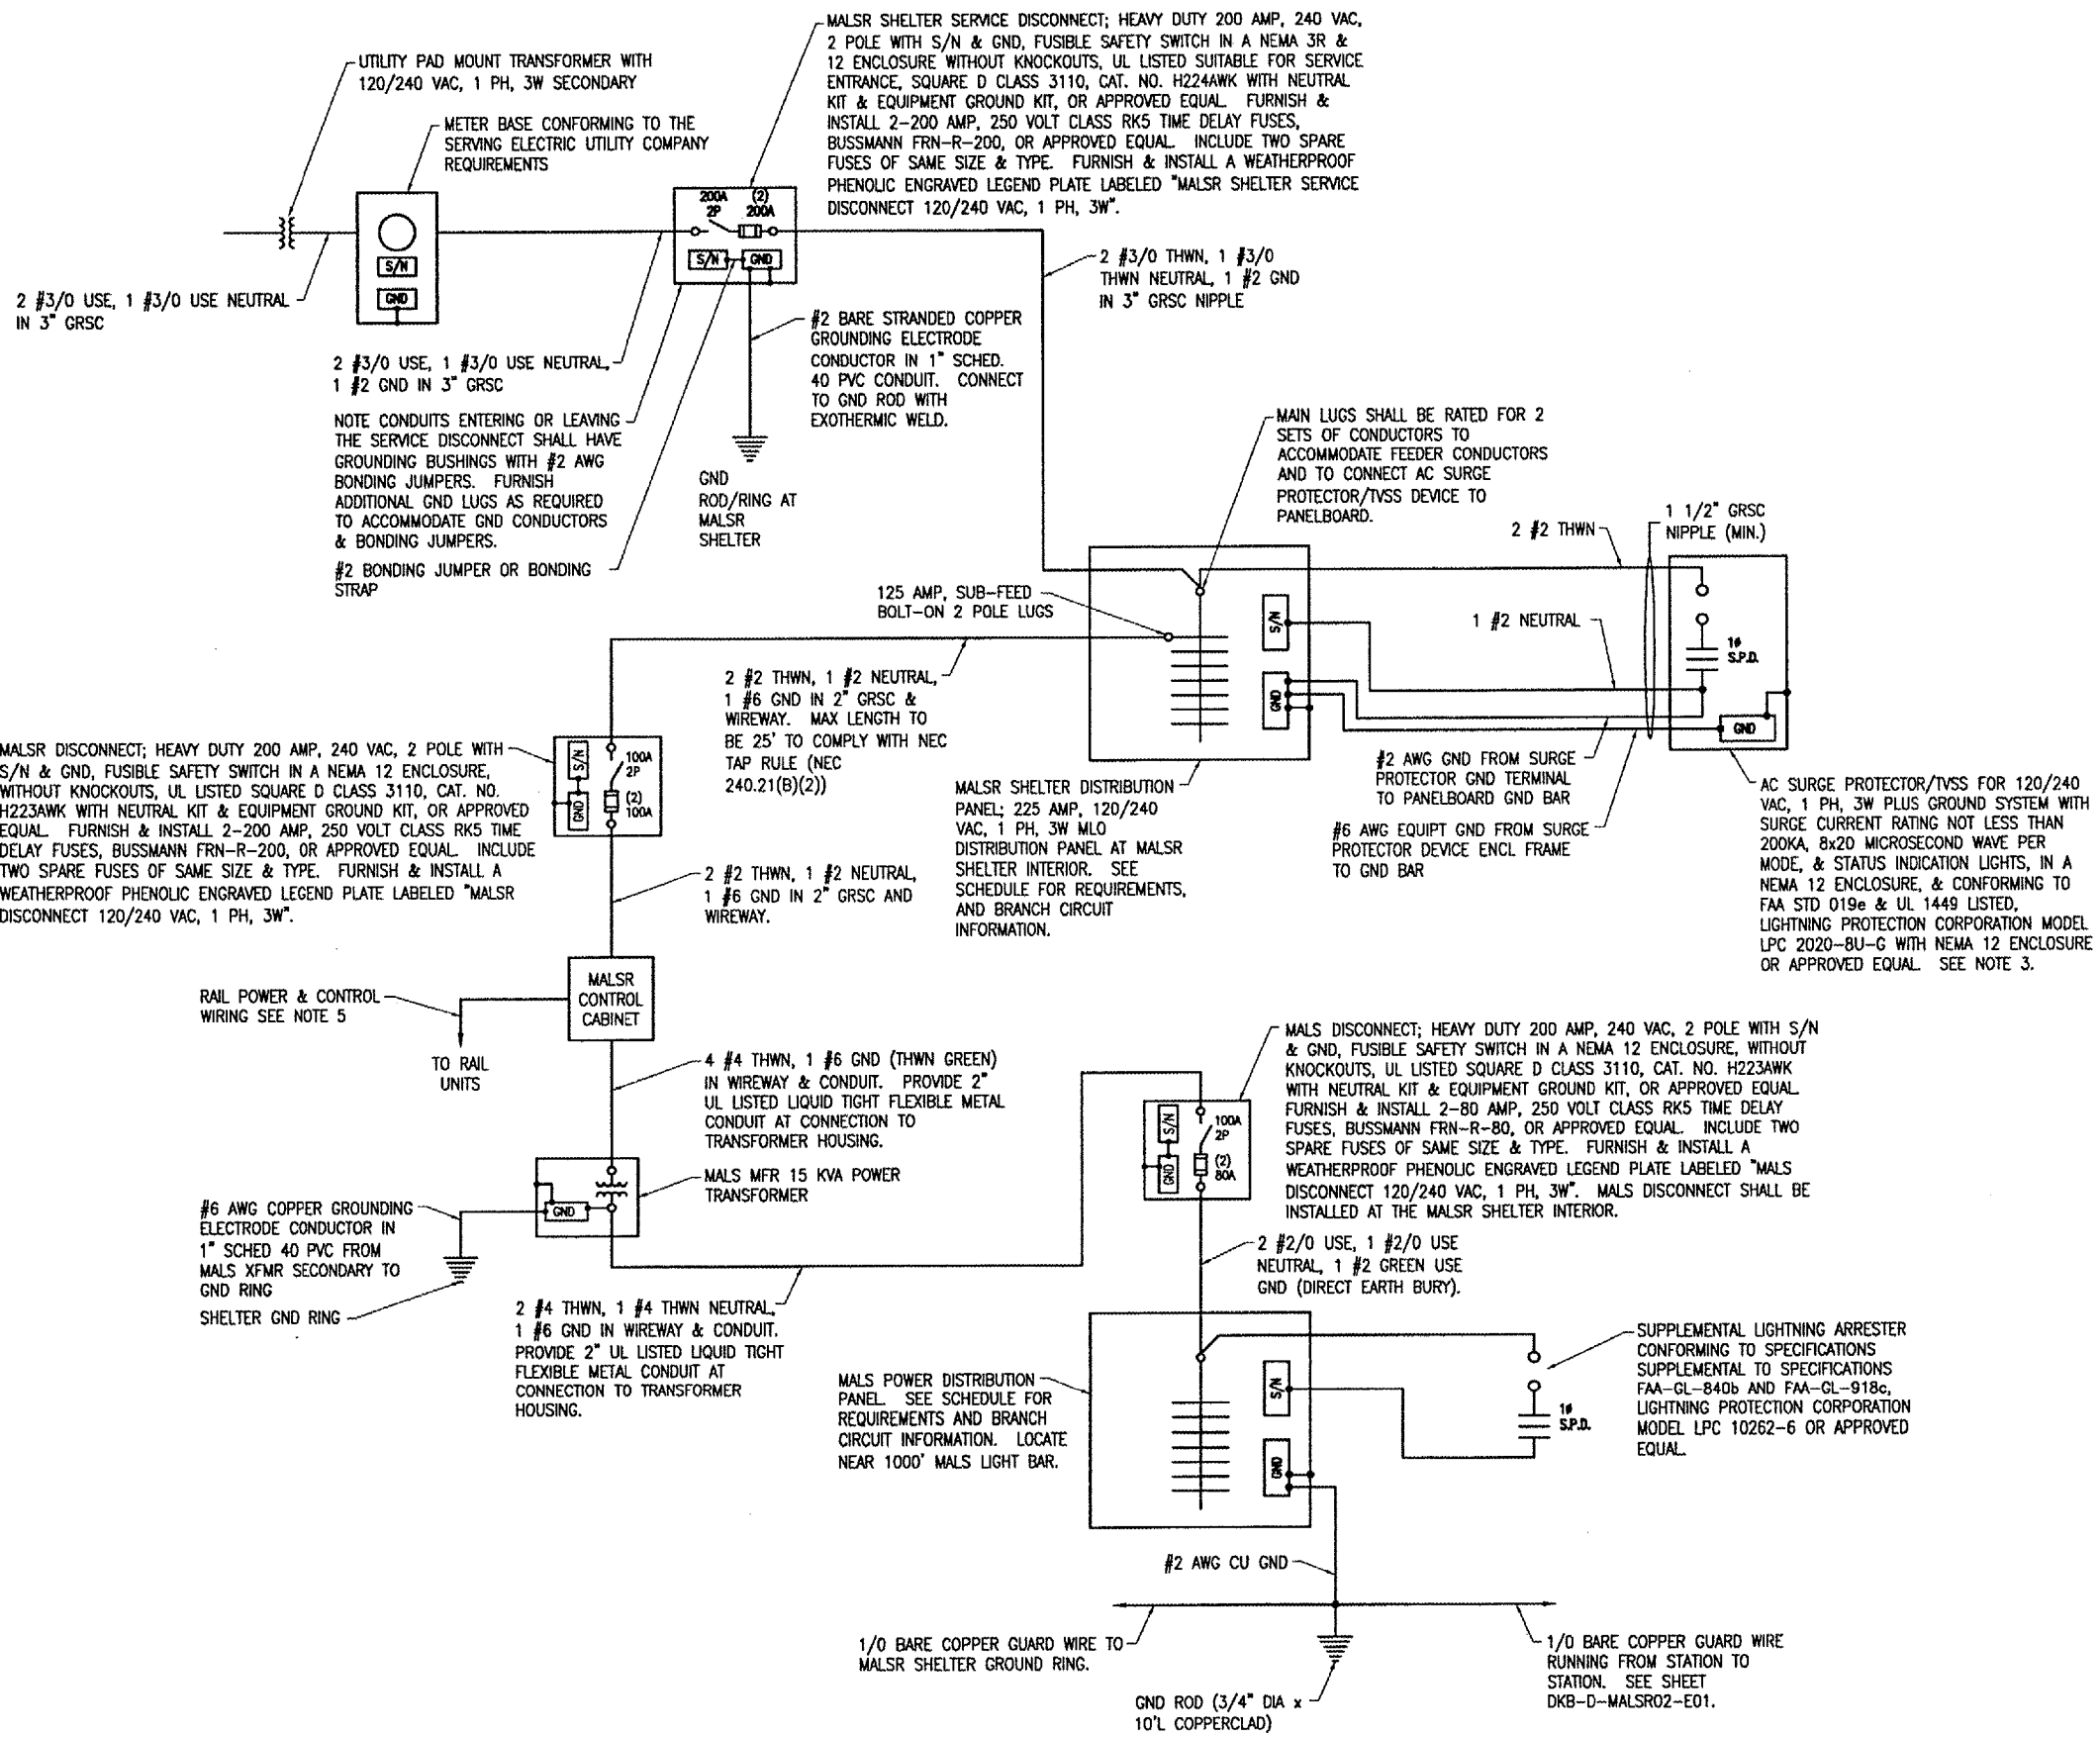 MALSR SHELTER SERVICE DISCONNECT; HEAVY DUTY 200 AMP, 240 VAC,
2 POLE WITH S/N & GND, FUSIBLE SAFETY SWITCH IN A NEMA 3R &
12 ENCLOSURE WITHOUT KNOCKOUTS, UL LISTED SUITABLE FOR SERVICE
ENTRANCE, SQUARE D CLASS 3110, CAT. NO. H224AWK WITH NEUTRAL
KIT & EQUIPMENT GROUND KIT, OR APPROVED EQUAL. FURNISH &
INSTALL 2-200 AMP, 250 VOLT CLASS RK5 TIME DELAY FUSES,
BUSSMANN FRN-R-200, OR APPROVED EQUAL. INCLUDE TWO SPARE
FUSES OF SAME SIZE & TYPE. FURNISH & INSTALL A WEATHERPROOF
PHENOLIC ENGRAVED LEGEND PLATE LABELED "MALSR SHELTER SERVICE
DISCONNECT 120/240 VAC, 1 PH, 3W".
UTILITY PAD MOUNT TRANSFORMER WITH
120/240 VAC, 1 PH, 3W SECONDARY
METER BASE CONFORMING TO THE
SERVING ELECTRIC UTILITY COMPANY
REQUIREMENTS
200A (2)
2P 200A
S/N GND
S/N
GND
2 #3/0 USE, 1 #3/0 USE NEUTRAL
IN 3" GRSC
2 #3/0 THWN, 1 #3/0
THWN NEUTRAL, 1 #2 GND
IN 3" GRSC NIPPLE
2 #3/0 USE, 1 #3/0 USE NEUTRAL,
1 #2 GND IN 3" GRSC
#2 BARE STRANDED COPPER
GROUNDING ELECTRODE
CONDUCTOR IN 1" SCHED.
40 PVC CONDUIT. CONNECT
TO GND ROD WITH
EXOTHERMIC WELD.
NOTE CONDUITS ENTERING OR LEAVING
THE SERVICE DISCONNECT SHALL HAVE
GROUNDING BUSHINGS WITH #2 AWG
BONDING JUMPERS. FURNISH
ADDITIONAL GND LUGS AS REQUIRED
TO ACCOMMODATE GND CONDUCTORS
& BONDING JUMPERS.
#2 BONDING JUMPER OR BONDING
STRAP
GND
ROD/RING AT
MALSR
SHELTER
MAIN LUGS SHALL BE RATED FOR 2
SETS OF CONDUCTORS TO
ACCOMMODATE FEEDER CONDUCTORS
AND TO CONNECT AC SURGE
PROTECTOR/TVSS DEVICE TO
PANELBOARD.
2 #2 THWN
1 1/2" GRSC
NIPPLE (MIN.)
125 AMP, SUB-FEED
BOLT-ON 2 POLE LUGS
S/N
GND
1 #2 NEUTRAL
1ø
S.P.D.
GND
2 #2 THWN, 1 #2 NEUTRAL,
1 #6 GND IN 2" GRSC &
WIREWAY. MAX LENGTH TO
BE 25' TO COMPLY WITH NEC
TAP RULE (NEC
240.21(B)(2))
MALSR DISCONNECT; HEAVY DUTY 200 AMP, 240 VAC, 2 POLE WITH
S/N & GND, FUSIBLE SAFETY SWITCH IN A NEMA 12 ENCLOSURE,
WITHOUT KNOCKOUTS, UL LISTED SQUARE D CLASS 3110, CAT. NO.
H223AWK WITH NEUTRAL KIT & EQUIPMENT GROUND KIT, OR APPROVED
EQUAL. FURNISH & INSTALL 2-200 AMP, 250 VOLT CLASS RK5 TIME
DELAY FUSES, BUSSMANN FRN-R-200, OR APPROVED EQUAL. INCLUDE
TWO SPARE FUSES OF SAME SIZE & TYPE. FURNISH & INSTALL A
WEATHERPROOF PHENOLIC ENGRAVED LEGEND PLATE LABELED "MALSR
DISCONNECT 120/240 VAC, 1 PH, 3W".
S/N
GND
100A
2P
(2)
100A
MALSR SHELTER DISTRIBUTION
PANEL; 225 AMP, 120/240
VAC, 1 PH, 3W MLO
DISTRIBUTION PANEL AT MALSR
SHELTER INTERIOR. SEE
SCHEDULE FOR REQUIREMENTS,
AND BRANCH CIRCUIT
INFORMATION.
#2 AWG GND FROM SURGE
PROTECTOR GND TERMINAL
TO PANELBOARD GND BAR
#6 AWG EQUIPT GND FROM SURGE
PROTECTOR DEVICE ENCL FRAME
TO GND BAR
AC SURGE PROTECTOR/TVSS FOR 120/240
VAC, 1 PH, 3W PLUS GROUND SYSTEM WITH
SURGE CURRENT RATING NOT LESS THAN
200KA, 8x20 MICROSECOND WAVE PER
MODE, & STATUS INDICATION LIGHTS, IN A
NEMA 12 ENCLOSURE, & CONFORMING TO
FAA STD 019e & UL 1449 LISTED,
LIGHTNING PROTECTION CORPORATION MODEL
LPC 2020-8U-G WITH NEMA 12 ENCLOSURE
OR APPROVED EQUAL. SEE NOTE 3.
2 #2 THWN, 1 #2 NEUTRAL,
1 #6 GND IN 2" GRSC AND
WIREWAY.
MALSR
CONTROL
CABINET
RAIL POWER & CONTROL
WIRING SEE NOTE 5
TO RAIL
UNITS
4 #4 THWN, 1 #6 GND (THWN GREEN)
IN WIREWAY & CONDUIT. PROVIDE 2"
UL LISTED LIQUID TIGHT FLEXIBLE METAL
CONDUIT AT CONNECTION TO
TRANSFORMER HOUSING.
MALS DISCONNECT; HEAVY DUTY 200 AMP, 240 VAC, 2 POLE WITH S/N
& GND, FUSIBLE SAFETY SWITCH IN A NEMA 12 ENCLOSURE, WITHOUT
KNOCKOUTS, UL LISTED SQUARE D CLASS 3110, CAT. NO. H223AWK
WITH NEUTRAL KIT & EQUIPMENT GROUND KIT, OR APPROVED EQUAL.
FURNISH & INSTALL 2-80 AMP, 250 VOLT CLASS RK5 TIME DELAY
FUSES, BUSSMANN FRN-R-80, OR APPROVED EQUAL. INCLUDE TWO
SPARE FUSES OF SAME SIZE & TYPE. FURNISH & INSTALL A
WEATHERPROOF PHENOLIC ENGRAVED LEGEND PLATE LABELED "MALS
DISCONNECT 120/240 VAC, 1 PH, 3W". MALS DISCONNECT SHALL BE
INSTALLED AT THE MALSR SHELTER INTERIOR.
S/N
GND
100A
2P
(2)
80A
MALS MFR 15 KVA POWER
TRANSFORMER
GND
#6 AWG COPPER GROUNDING
ELECTRODE CONDUCTOR IN
1" SCHED 40 PVC FROM
MALS XFMR SECONDARY TO
GND RING
SHELTER GND RING
2 #4 THWN, 1 #4 THWN NEUTRAL,
1 #6 GND IN WIREWAY & CONDUIT.
PROVIDE 2" UL LISTED LIQUID TIGHT
FLEXIBLE METAL CONDUIT AT
CONNECTION TO TRANSFORMER
HOUSING.
2 #2/0 USE, 1 #2/0 USE
NEUTRAL, 1 #2 GREEN USE
GND (DIRECT EARTH BURY).
MALS POWER DISTRIBUTION
PANEL. SEE SCHEDULE FOR
REQUIREMENTS AND BRANCH
CIRCUIT INFORMATION. LOCATE
NEAR 1000' MALS LIGHT BAR.
S/N
GND
1ø
S.P.D.
SUPPLEMENTAL LIGHTNING ARRESTER
CONFORMING TO SPECIFICATIONS
SUPPLEMENTAL TO SPECIFICATIONS
FAA-GL-840b AND FAA-GL-918c,
LIGHTNING PROTECTION CORPORATION
MODEL LPC 10262-6 OR APPROVED
EQUAL.
#2 AWG CU GND
1/0 BARE COPPER GUARD WIRE TO
MALSR SHELTER GROUND RING.
GND ROD (3/4" DIA x
10'L COPPERCLAD)
1/0 BARE COPPER GUARD WIRE
RUNNING FROM STATION TO
STATION. SEE SHEET
DKB-D-MALSR02-E01.